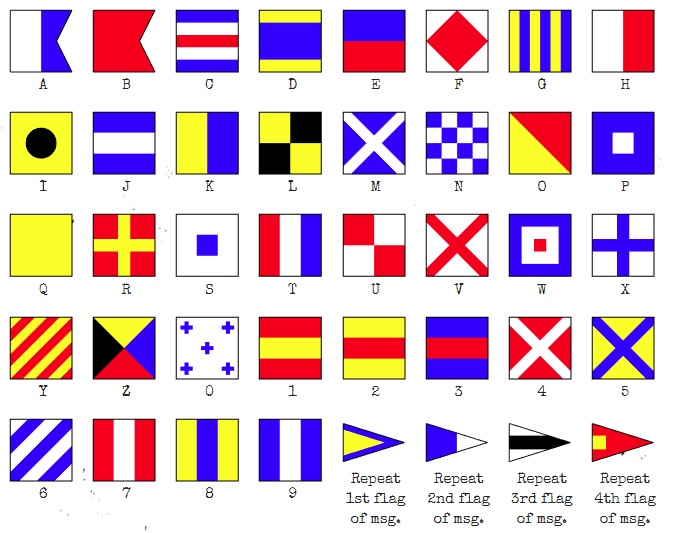 A B C D E F G H
I J K L M N O P
Q R S T U V W X
Y Z 0 1 2 3 4 5
6 7 8 9
Repeat Repeat Repeat Repeat
1st flag 2nd flag 3rd flag 4th flag
of msg. of msg. of msg. of msg.